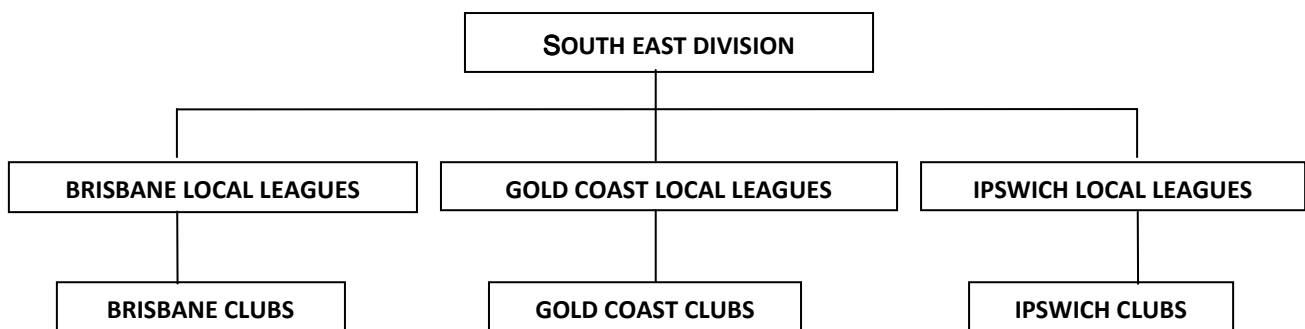 SOUTH EAST DIVISION
BRISBANE LOCAL LEAGUES
GOLD COAST LOCAL LEAGUES
IPSWICH LOCAL LEAGUES
BRISBANE CLUBS
GOLD COAST CLUBS
IPSWICH CLUBS